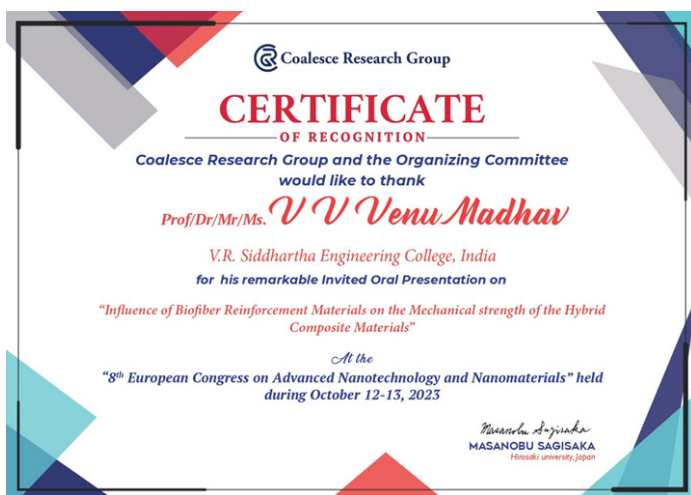 Coalesce Research Group
CERTIFICATE
OF RECOGNITION
Coalesce Research Group and the Organizing Committee
would like to thank
Prof/Dr/Mr/Ms. V V Venu Madhav
V.R. Siddhartha Engineering College, India
for his remarkable Invited Oral Presentation on
“Influence of Biofiber Reinforcement Materials on the Mechanical strength of the Hybrid
Composite Materials”
At the
“8th European Congress on Advanced Nanotechnology and Nanomaterials” held
during October 12-13, 2023
Masanobu Sagisaka
MASANOBU SAGISAKA
Hirosaki university, Japan